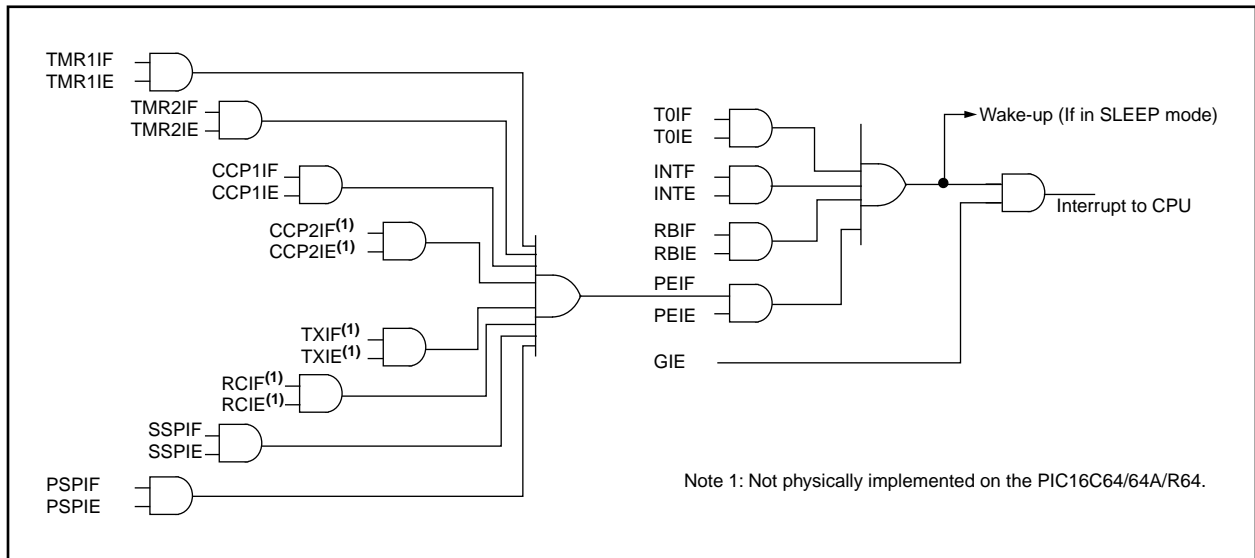 TMR1IF
TMR1IE
TMR2IF
TMR2IE
CCP1IF
CCP1IE
CCP2IF(1)
CCP2IE(1)
TXIF(1)
TXIE(1)
RCIF(1)
RCIE(1)
SSPIF
SSPIE
PSPIF
PSPIE
T0IF
T0IE
INTF
INTE
RBIF
RBIE
PEIF
PEIE
GIE
Wake-up (If in SLEEP mode)
Interrupt to CPU
Note 1: Not physically implemented on the PIC16C64/64A/R64.